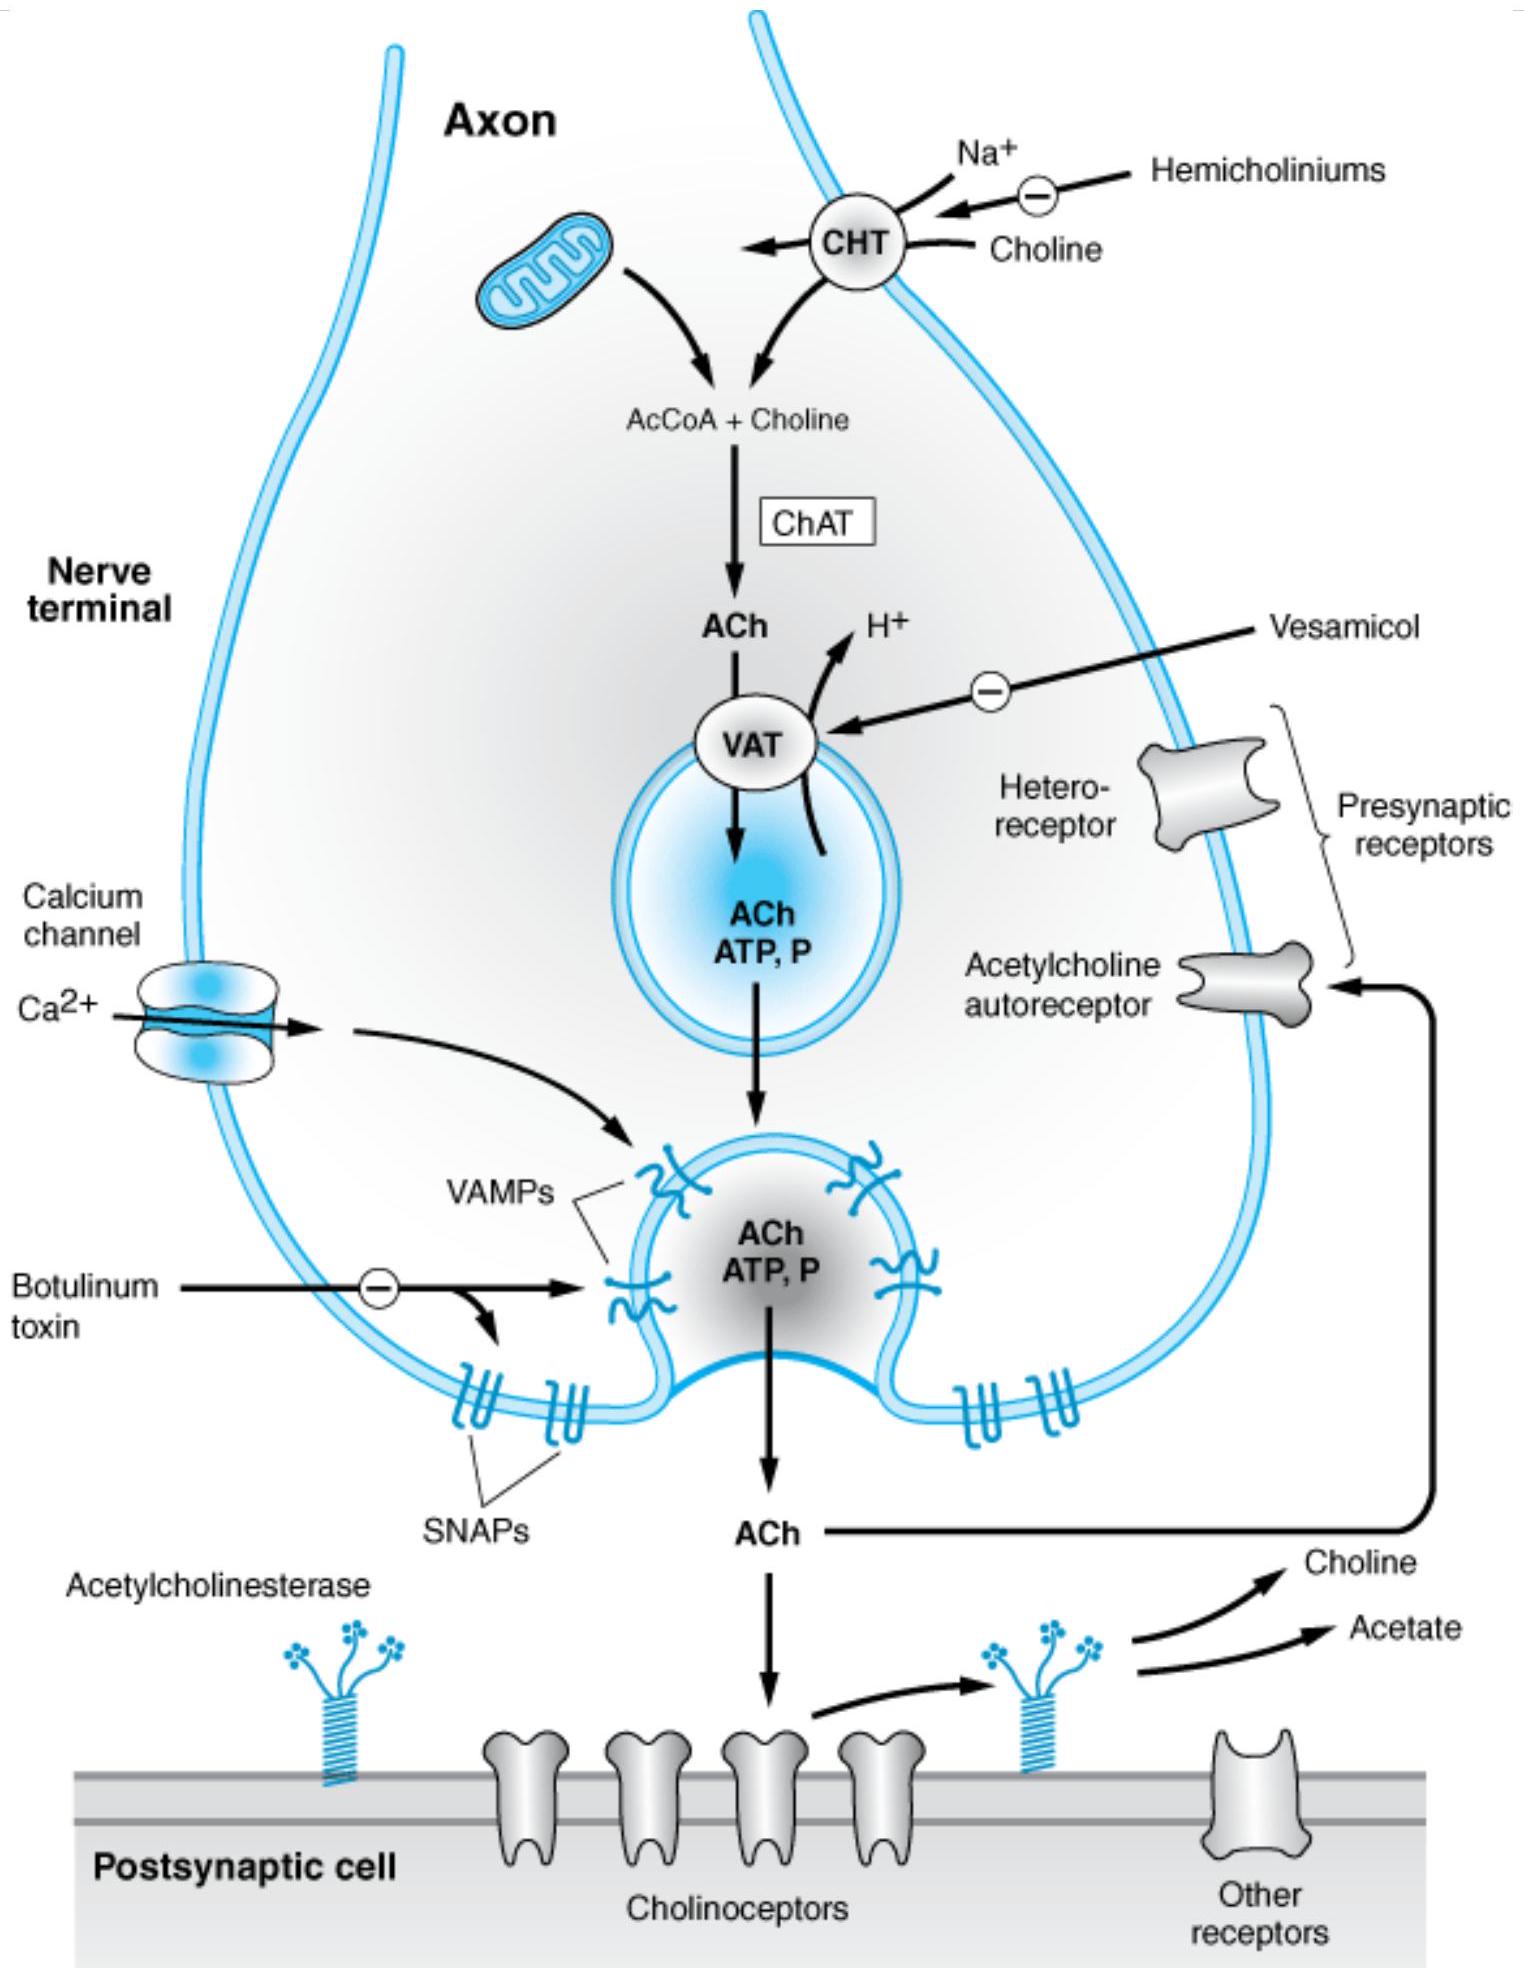 Axon
Na+
Hemicholiniums
CHT
Choline
AcCoA + Choline
ChAT
Nerve
terminal
ACh
H+
Vesamicol
VAT
Hetero-
receptor
Presynaptic
receptors
Calcium
channel
ACh
ATP, P
Acetylcholine
autoreceptor
Ca2+
VAMPs
ACh
ATP, P
Botulinum
toxin
SNAPs
ACh
Choline
Acetylcholinesterase
Acetate
Postsynaptic cell
Cholinoceptors
Other
receptors